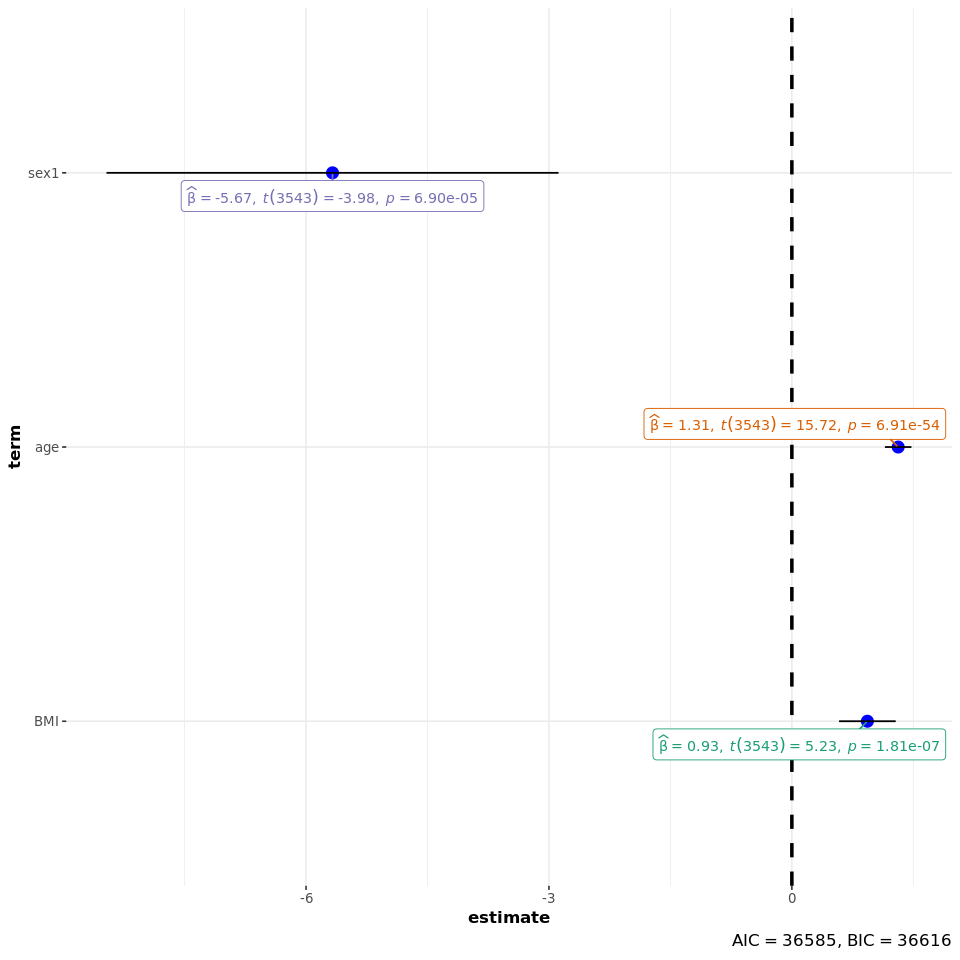 sex1
β̂ = -5.67, t(3543) = -3.98, p = 6.90e-05
β̂ = 1.31, t(3543) = 15.72, p = 6.91e-54
age
term
BMI
β̂ = 0.93, t(3543) = 5.23, p = 1.81e-07
-6 -3 0
estimate
AIC = 36585, BIC = 36616